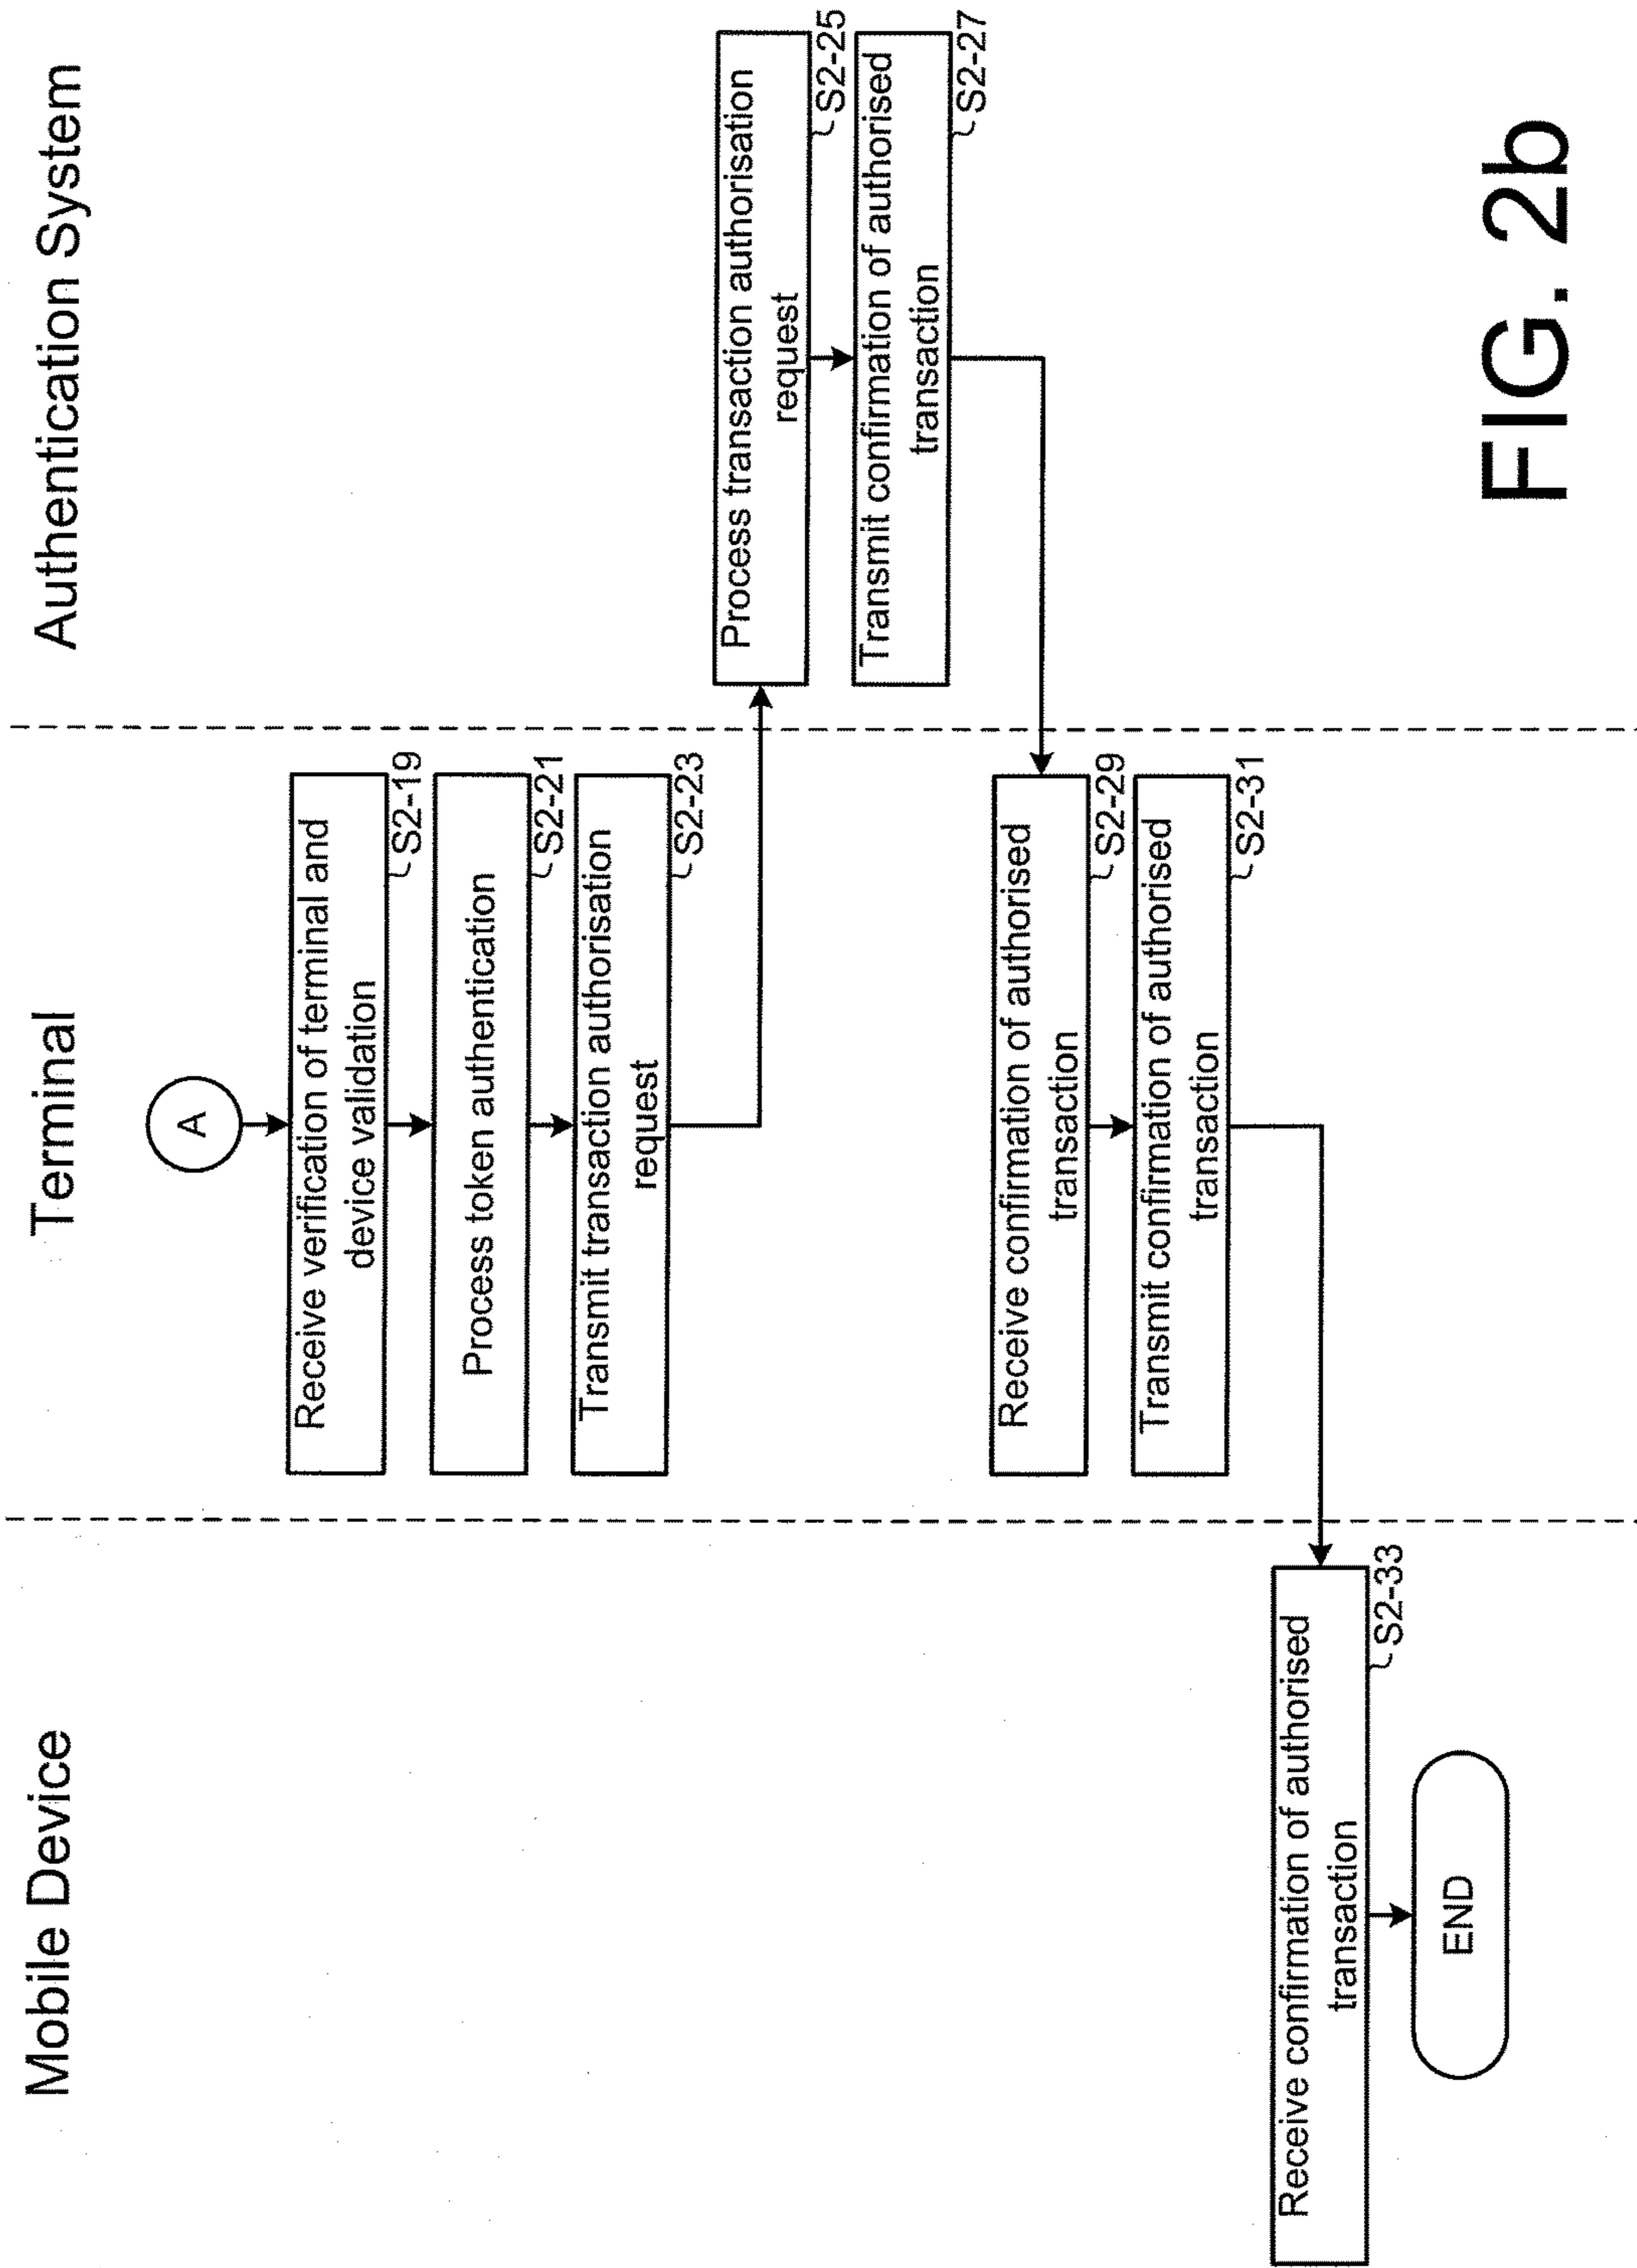 Mobile Device
Terminal
Authentication System
A
Receive verification of terminal and
device validation
S2-19
Process token authentication
S2-21
Transmit transaction authorisation
request
S2-23
Process transaction authorisation
request
S2-25
Transmit confirmation of authorised
transaction
S2-27
Receive confirmation of authorised
transaction
S2-29
Transmit confirmation of authorised
transaction
S2-31
Receive confirmation of authorised
transaction
S2-33
END
FIG. 2b